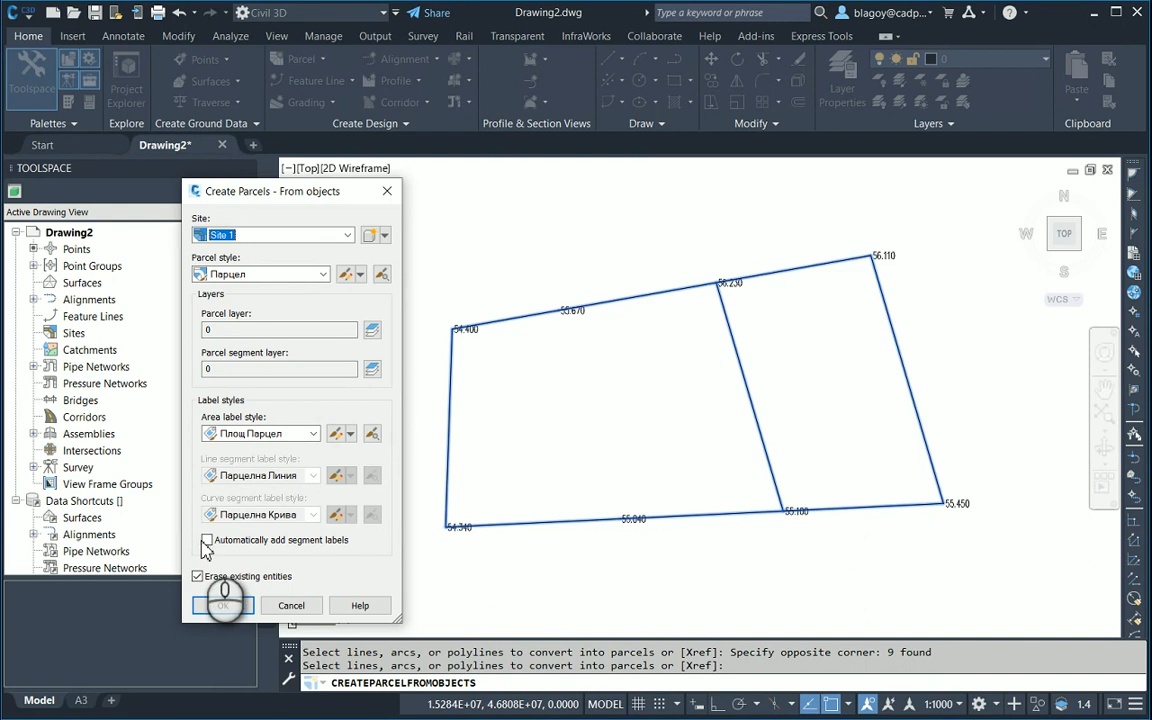 C 3D
Civil 3D
Share
Drawing2.dwg
Type a keyword or phrase
blagoy@cadp...
Home Insert Annotate Modify Analyze View Manage Output Survey Rail Transparent InfraWorks Collaborate Help Add-ins Express Tools
Toolspace
Project Explorer
Points
Surfaces
Traverse
Parcel
Feature Line
Grading
Alignment
Profile
Corridor
Layer Properties
0
Paste
Palettes
Explore
Create Ground Data
Create Design
Profile & Section Views
Draw
Modify
Layers
Clipboard
Start
Drawing2*
TOOLSPACE
[−][Top][2D Wireframe]
Active Drawing View
Drawing2
Points
Point Groups
Surfaces
Alignments
Feature Lines
Sites
Catchments
Pipe Networks
Pressure Networks
Bridges
Corridors
Assemblies
Intersections
Survey
View Frame Groups
Data Shortcuts []
Surfaces
Alignments
Pipe Networks
Pressure Networks
Create Parcels - From objects
Site:
Site 1
Parcel style:
Парцел
Layers
Parcel layer:
0
Parcel segment layer:
0
Label styles
Area label style:
Площ Парцел
Line segment label style:
Парцелна Линия
Curve segment label style:
Парцелна Крива
Automatically add segment labels
Erase existing entities
OK
Cancel
Help
56.110
56.230
55.670
54.400
54.340
55.040
55.100
55.450
N
W
TOP
E
S
WCS
Select lines, arcs, or polylines to convert into parcels or [Xref]: Specify opposite corner: 9 found
Select lines, arcs, or polylines to convert into parcels or [Xref]:
CREATEPARCELFROMOBJECTS
Model
A3
1.5284E+07, 4.6808E+07, 0.0000
MODEL
1:1000
1.4